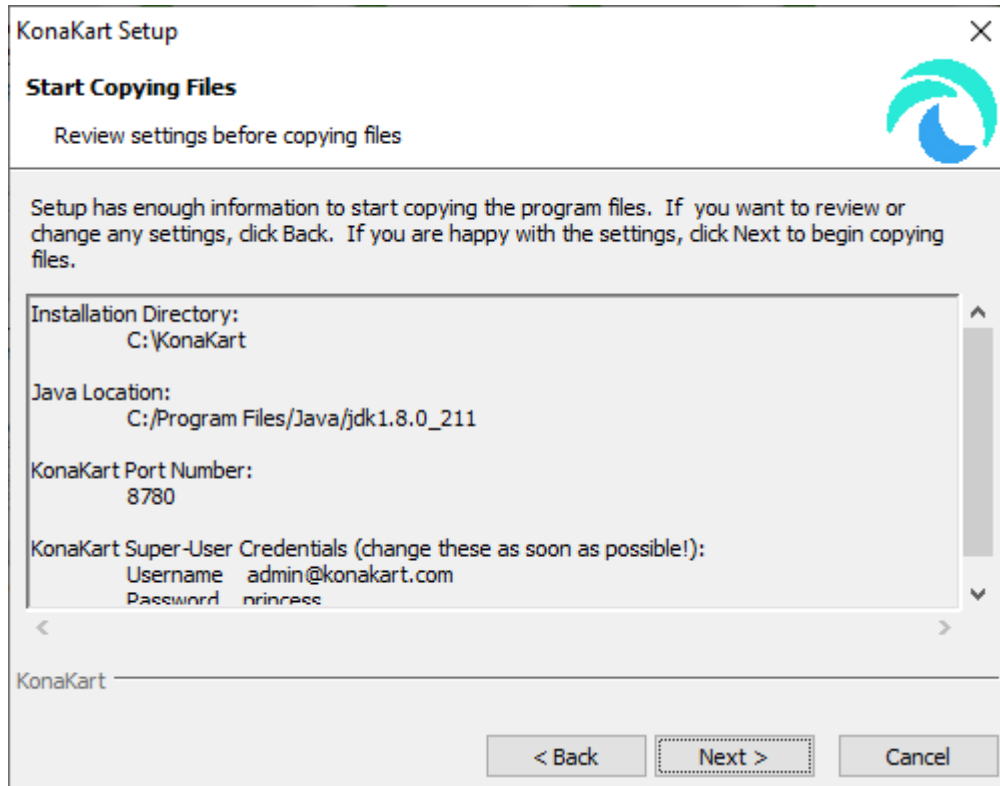 KonaKart Setup
Start Copying Files
Review settings before copying files
Setup has enough information to start copying the program files.  If  you want to review or
change any settings, click Back.  If you are happy with the settings, click Next to begin copying
files.
Installation Directory:
C:\KonaKart
Java Location:
C:/Program Files/Java/jdk1.8.0_211
KonaKart Port Number:
8780
KonaKart Super-User Credentials (change these as soon as possible!):
Username   admin@konakart.com
Password   princess
KonaKart
< Back   Next >   Cancel